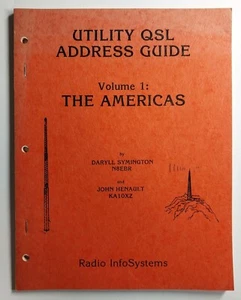 UTILITY QSL
ADDRESS GUIDE
Volume 1:
THE AMERICAS
by
DARYLL SYMINGTON
N8EBR
and
JOHN HENAULT
KA1OXZ
Radio InfoSystems